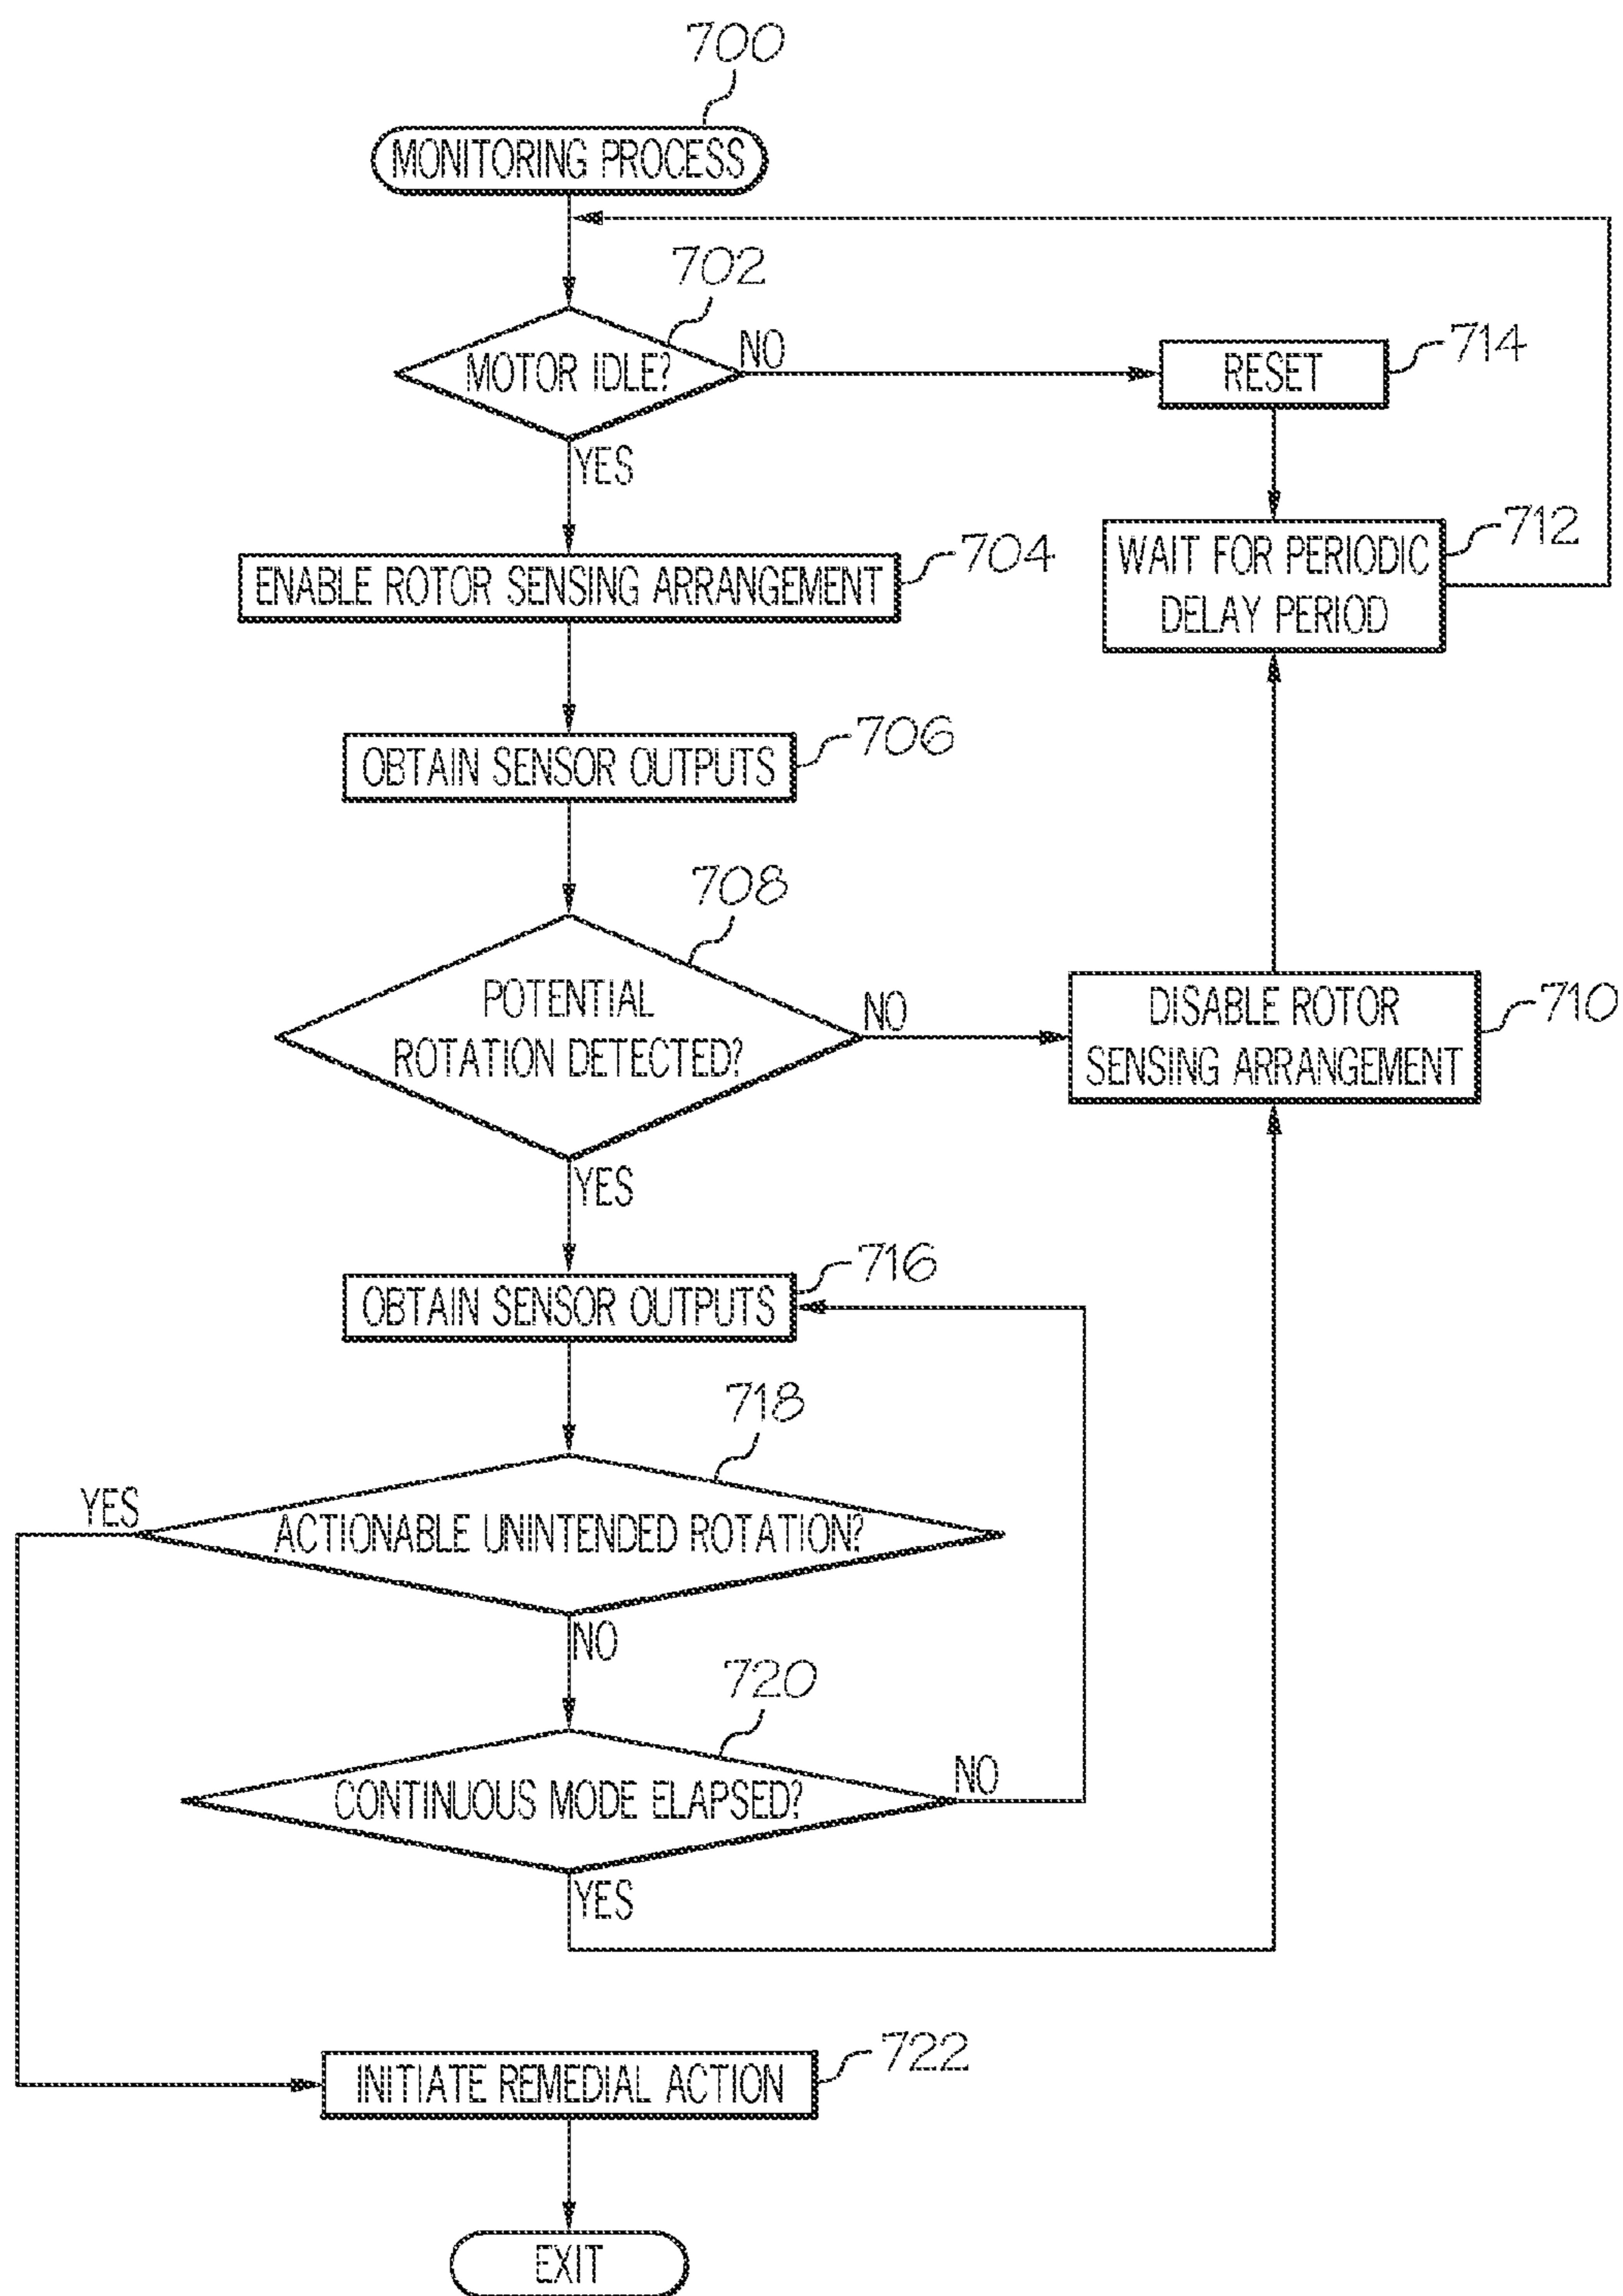 700
MONITORING PROCESS
702
MOTOR IDLE?
NO
RESET
714
YES
ENABLE ROTOR SENSING ARRANGEMENT
704
WAIT FOR PERIODIC
DELAY PERIOD
712
OBTAIN SENSOR OUTPUTS
706
708
POTENTIAL
ROTATION DETECTED?
NO
DISABLE ROTOR
SENSING ARRANGEMENT
710
YES
OBTAIN SENSOR OUTPUTS
716
718
YES
ACTIONABLE UNINTENDED ROTATION?
NO
720
CONTINUOUS MODE ELAPSED?
NO
YES
INITIATE REMEDIAL ACTION
722
EXIT